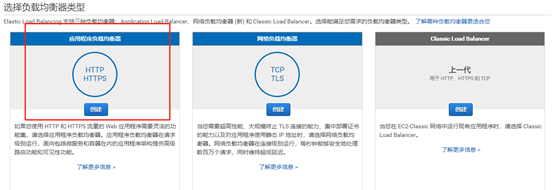 选择负载均衡器类型
Elastic Load Balancing 支持三种负载均衡器：Application Load Balancer、网络负载均衡器 (新) 和 Classic Load Balancer。选择能满足您需求的负载均衡器类型。 了解哪种负载均衡器更适合您
应用程序负载均衡器
HTTP
HTTPS
创建
如果您使用 HTTP 和 HTTPS 流量的 Web 应用程序需要灵活的功
能集，请选择应用程序负载均衡器。应用程序负载均衡器在请求
级别运行，面向包括微服务和容器在内的应用程序架构提供高级
路由功能和可见性功能。
了解更多信息 >
网络负载均衡器
TCP
TLS
创建
当您需要超高性能、大规模终止 TLS 连接的能力、集中部署证书
的能力以及对应用程序使用静态 IP 地址时，请选择网络负载均
衡器。网络负载均衡器在连接级别运行，每秒钟能够安全地处理
数百万个请求，同时维持超低延迟。
了解更多信息 >
Classic Load Balancer
上一代
用于 HTTP、HTTPS 和 TCP
创建
当您在 EC2-Classic 网络中运行现有应用程序时，请选择 Classic
Load Balancer。
了解更多信息 >